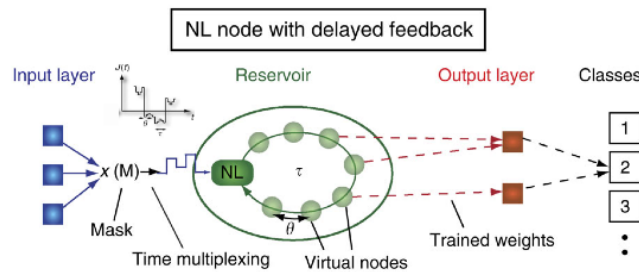 NL node with delayed feedback
Input layer
Reservoir
Output layer
Classes
J(t)
θ
τ
t
x (M)
NL
τ
θ
Mask
Time multiplexing
Virtual nodes
Trained weights
1
2
3